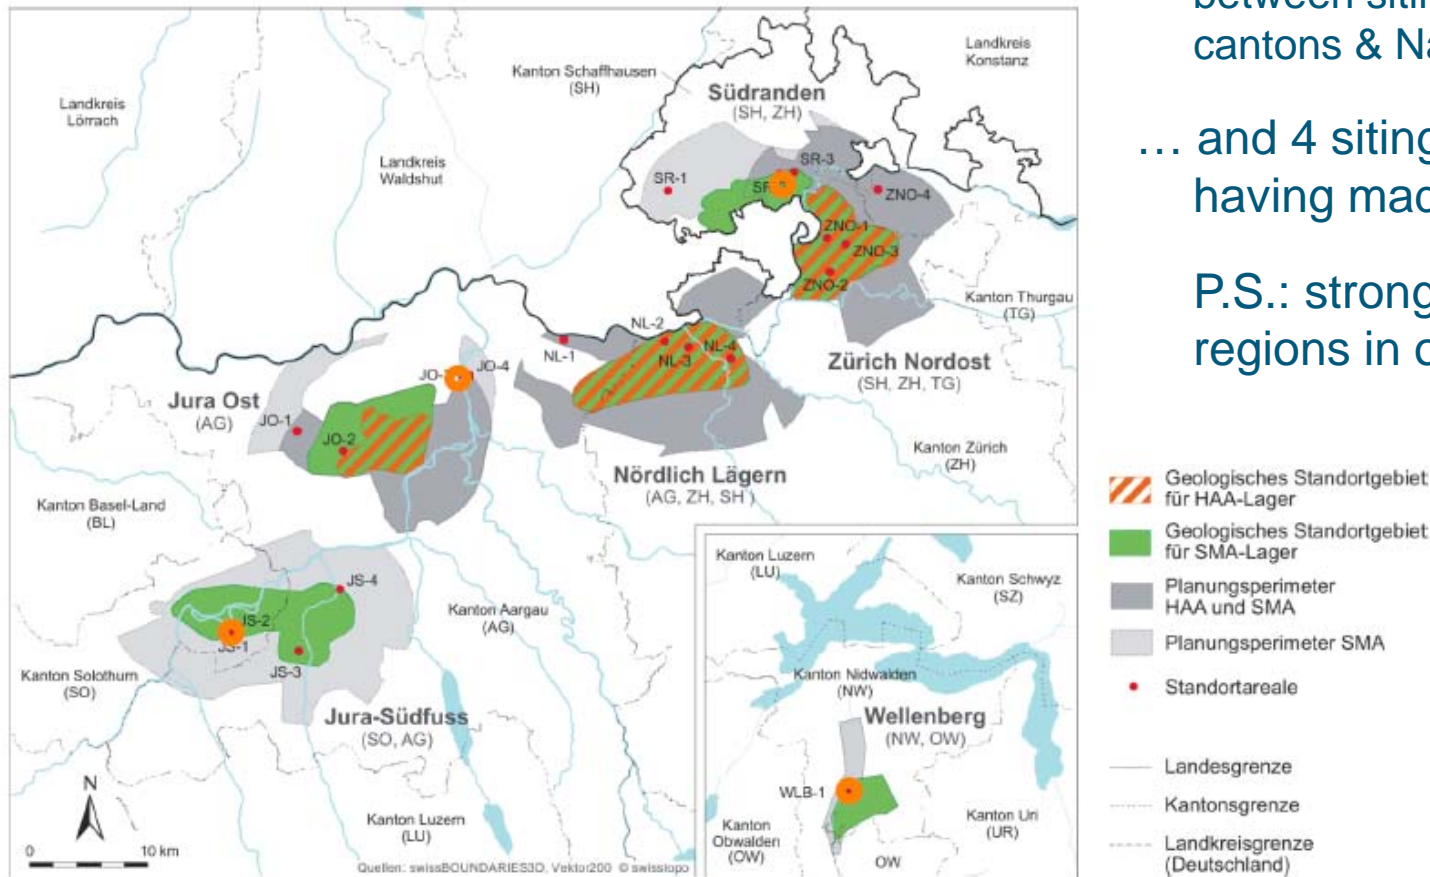 between siting
cantons & Na
… and 4 siting
having mad
P.S.: strong
regions in c
Landkreis
Konstanz
Kanton Schaffhausen
(SH)
Südranden
(SH, ZH)
Landkreis
Lörrach
Landkreis
Waldshut
SR-3
SR-1
ZNO-4
ZNO-1
ZNO-3
ZNO-2
Kanton Thurgau
(TG)
NL-2
NL-1
NL-3
NL-4
Zürich Nordost
(SH, ZH, TG)
JO-4
Jura Ost
(AG)
JO-1
JO-2
Kanton Zürich
(ZH)
Nördlich Lägern
(AG, ZH, SH )
Kanton Basel-Land
(BL)
JS-4
Kanton Aargau
(AG)
JS-2
JS-1
JS-3
Kanton Solothurn
(SO)
Jura-Südfuss
(SO, AG)
Kanton Luzern
(LU)
N
0 10 km
Quellen: swissBOUNDARIES3D, Vektor200 © swisstopo
Kanton Luzern
(LU)
Kanton Schwyz
(SZ)
Kanton Nidwalden
(NW)
Wellenberg
(NW, OW)
WLB-1
Kanton
Obwalden
(OW)
OW
Kanton Uri
(UR)
Geologisches Standortgebiet
für HAA-Lager
Geologisches Standortgebiet
für SMA-Lager
Planungsperimeter
HAA und SMA
Planungsperimeter SMA
Standortareale
Landesgrenze
Kantonsgrenze
Landkreisgrenze
(Deutschland)